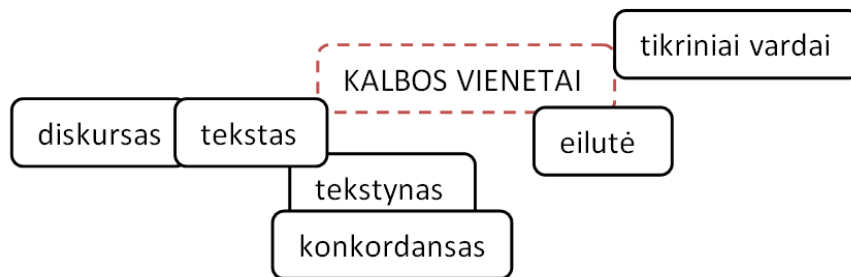 tikriniai vardai
KALBOS VIENETAI
diskursas
tekstas
eilutė
tekstynas
konkordansas